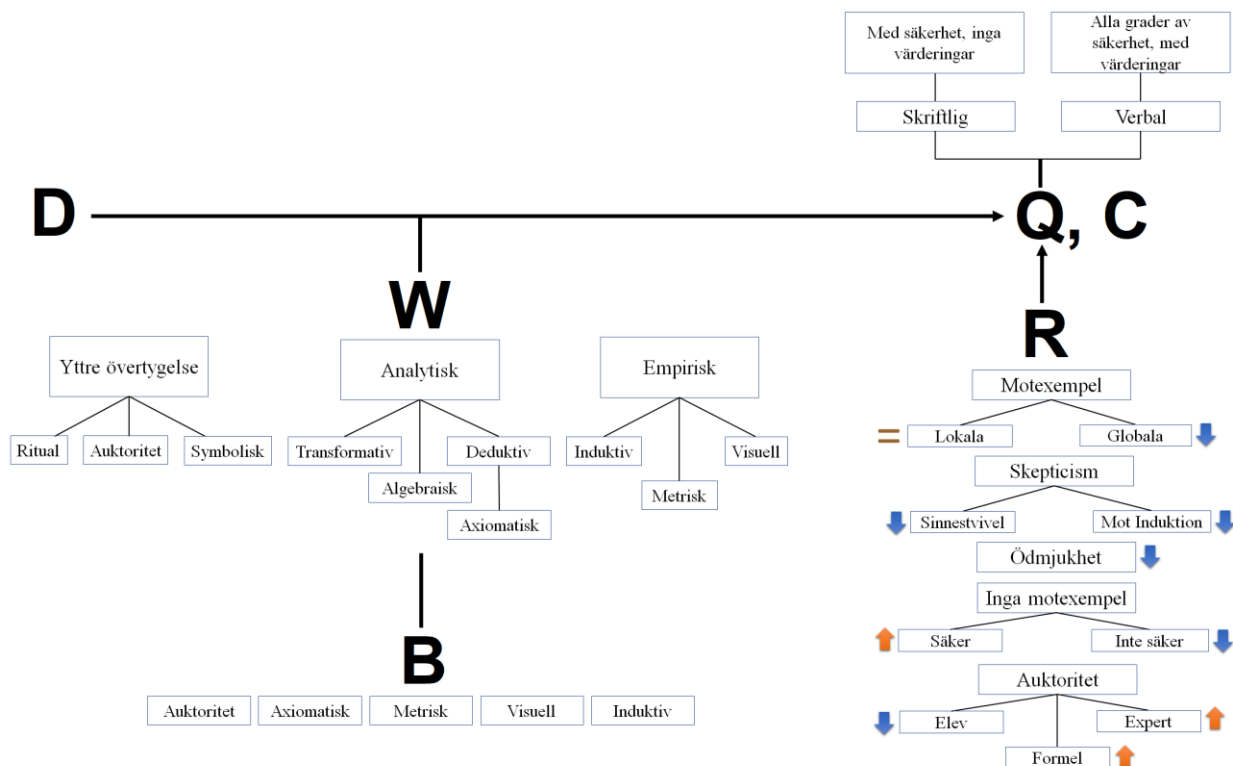 Med säkerhet, inga
värderingar
Alla grader av
säkerhet, med
värderingar
Skriftlig
Verbal
D
Q, C
W
R
Yttre övertygelse
Analytisk
Empirisk
Ritual
Auktoritet
Symbolisk
Transformativ
Deduktiv
Algebraisk
Axiomatisk
Induktiv
Visuell
Metrisk
B
Auktoritet
Axiomatisk
Metrisk
Visuell
Induktiv
Motexempel
=
Lokala
Globala
Skepticism
Sinnestvivel
Mot Induktion
Ödmjukhet
Inga motexempel
Säker
Inte säker
Auktoritet
Elev
Expert
Formel